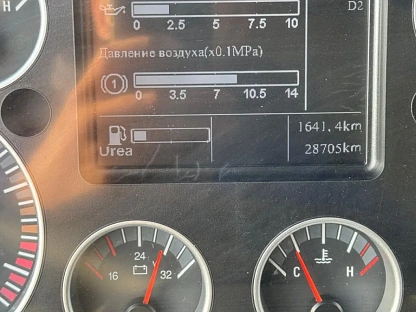 H
D2
0 2.5 5 7.5 10
Давление воздуха(x0.1MPa)
(1)
0 3.5 7 10.5 14
1641.4km
Urea 28705km
24
16 V 32
C H